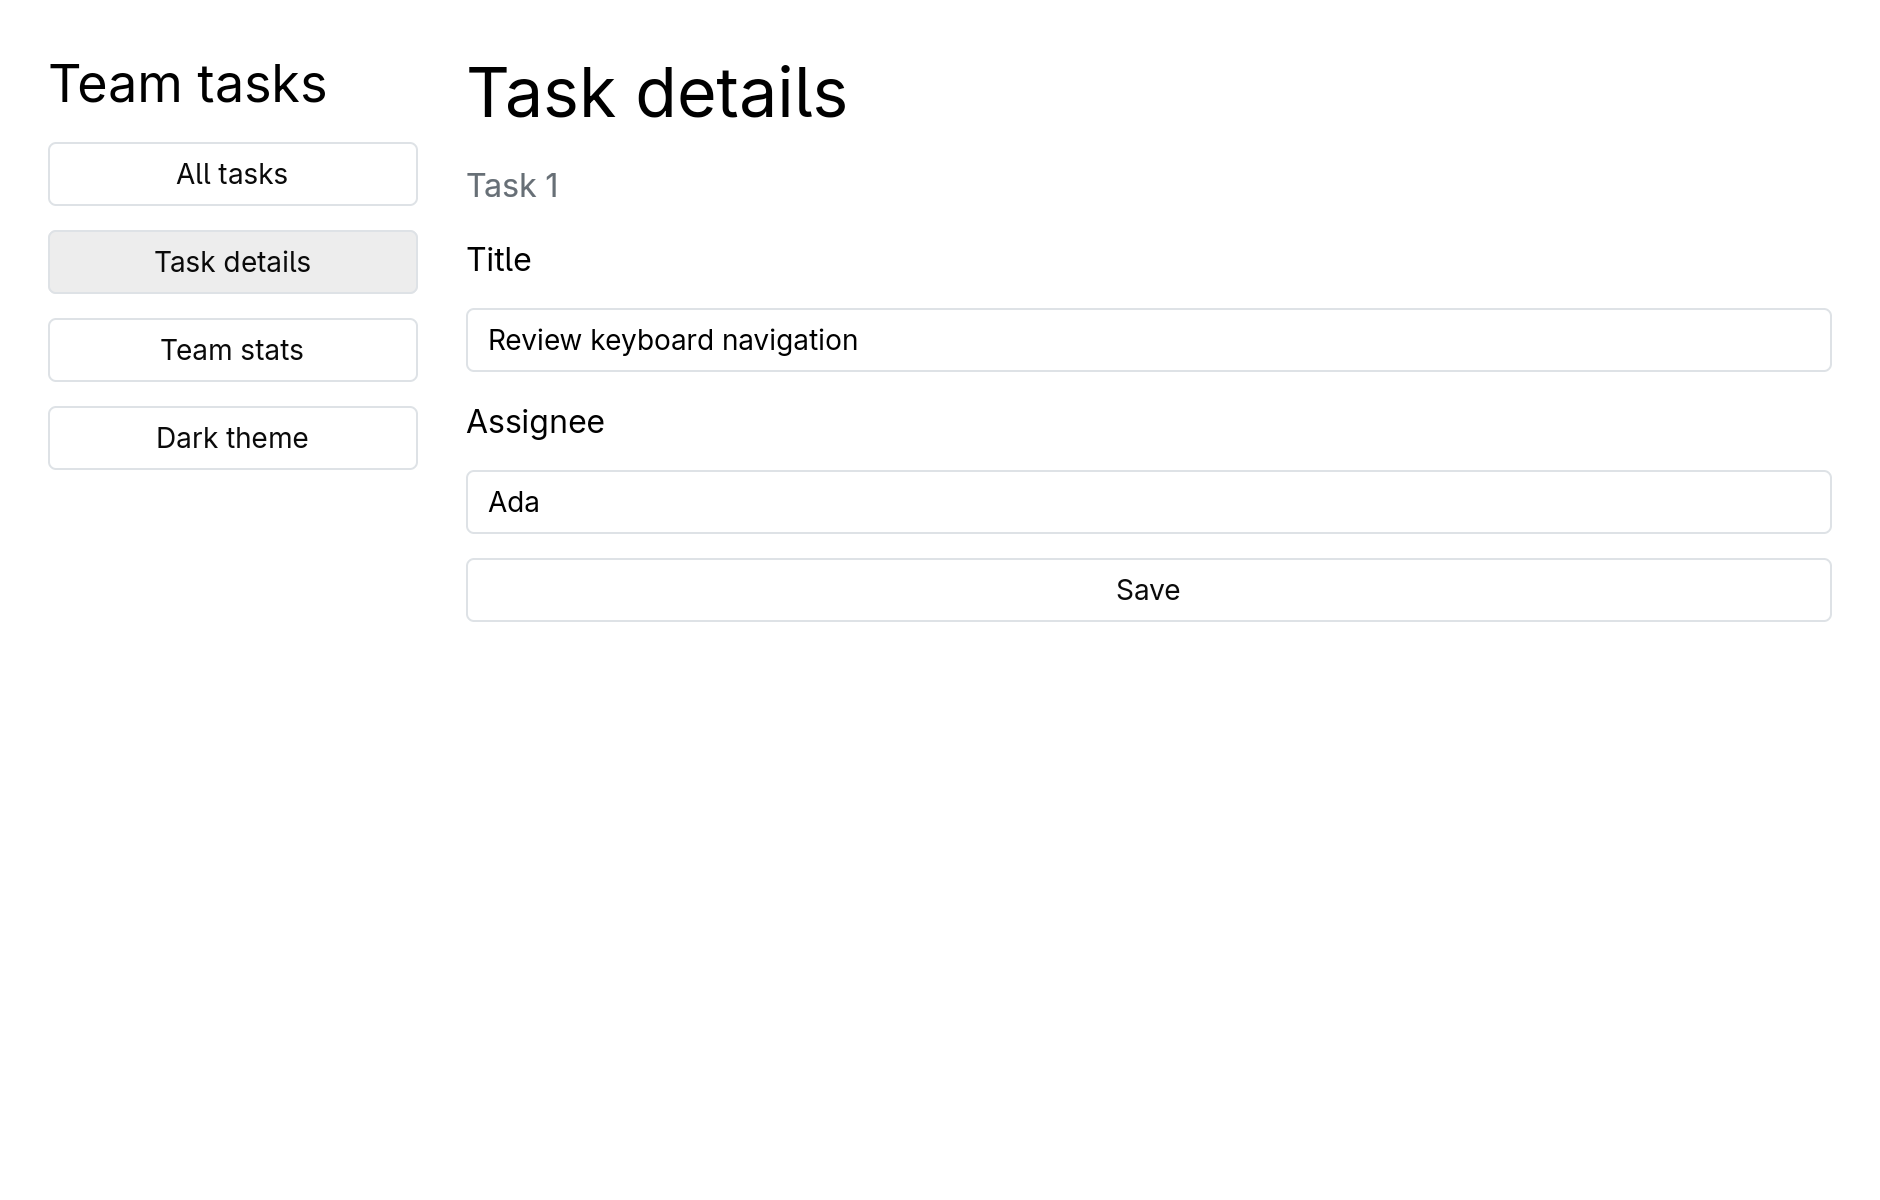 Team tasks
All tasks
Task details
Team stats
Dark theme
Task details
Task 1
Title
Review keyboard navigation
Assignee
Ada
Save